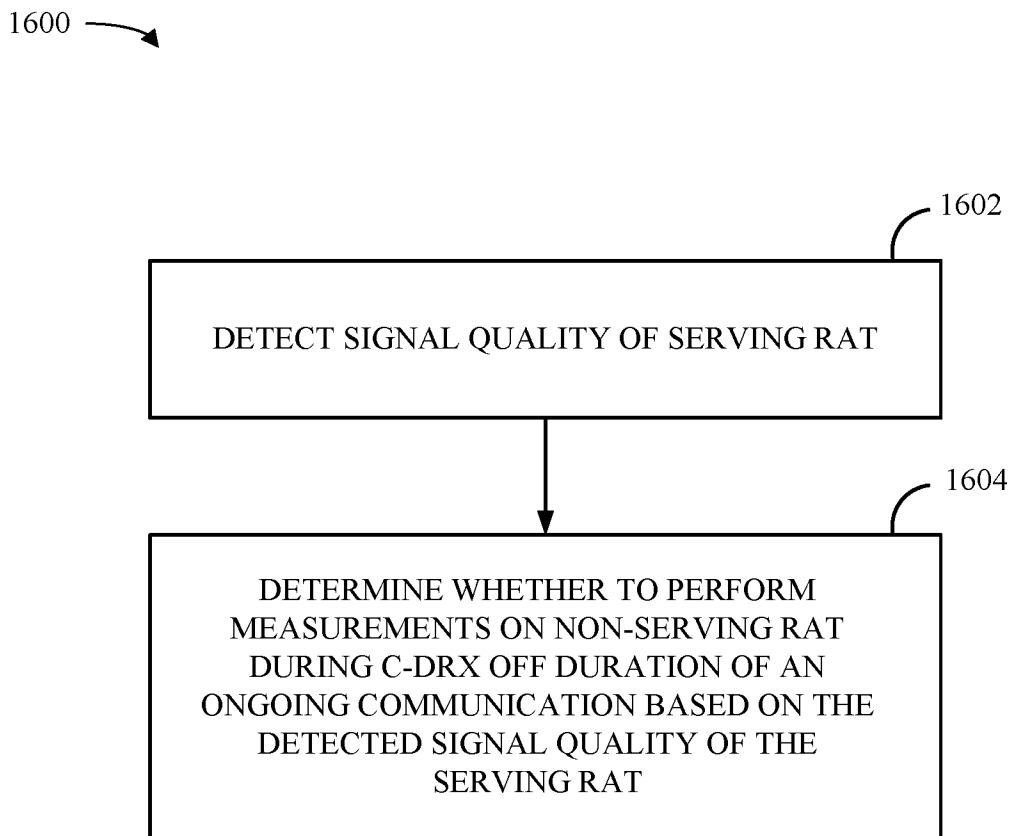 1600
1602
DETECT SIGNAL QUALITY OF SERVING RAT
1604
DETERMINE WHETHER TO PERFORM
MEASUREMENTS ON NON-SERVING RAT
DURING C-DRX OFF DURATION OF AN
ONGOING COMMUNICATION BASED ON THE
DETECTED SIGNAL QUALITY OF THE
SERVING RAT